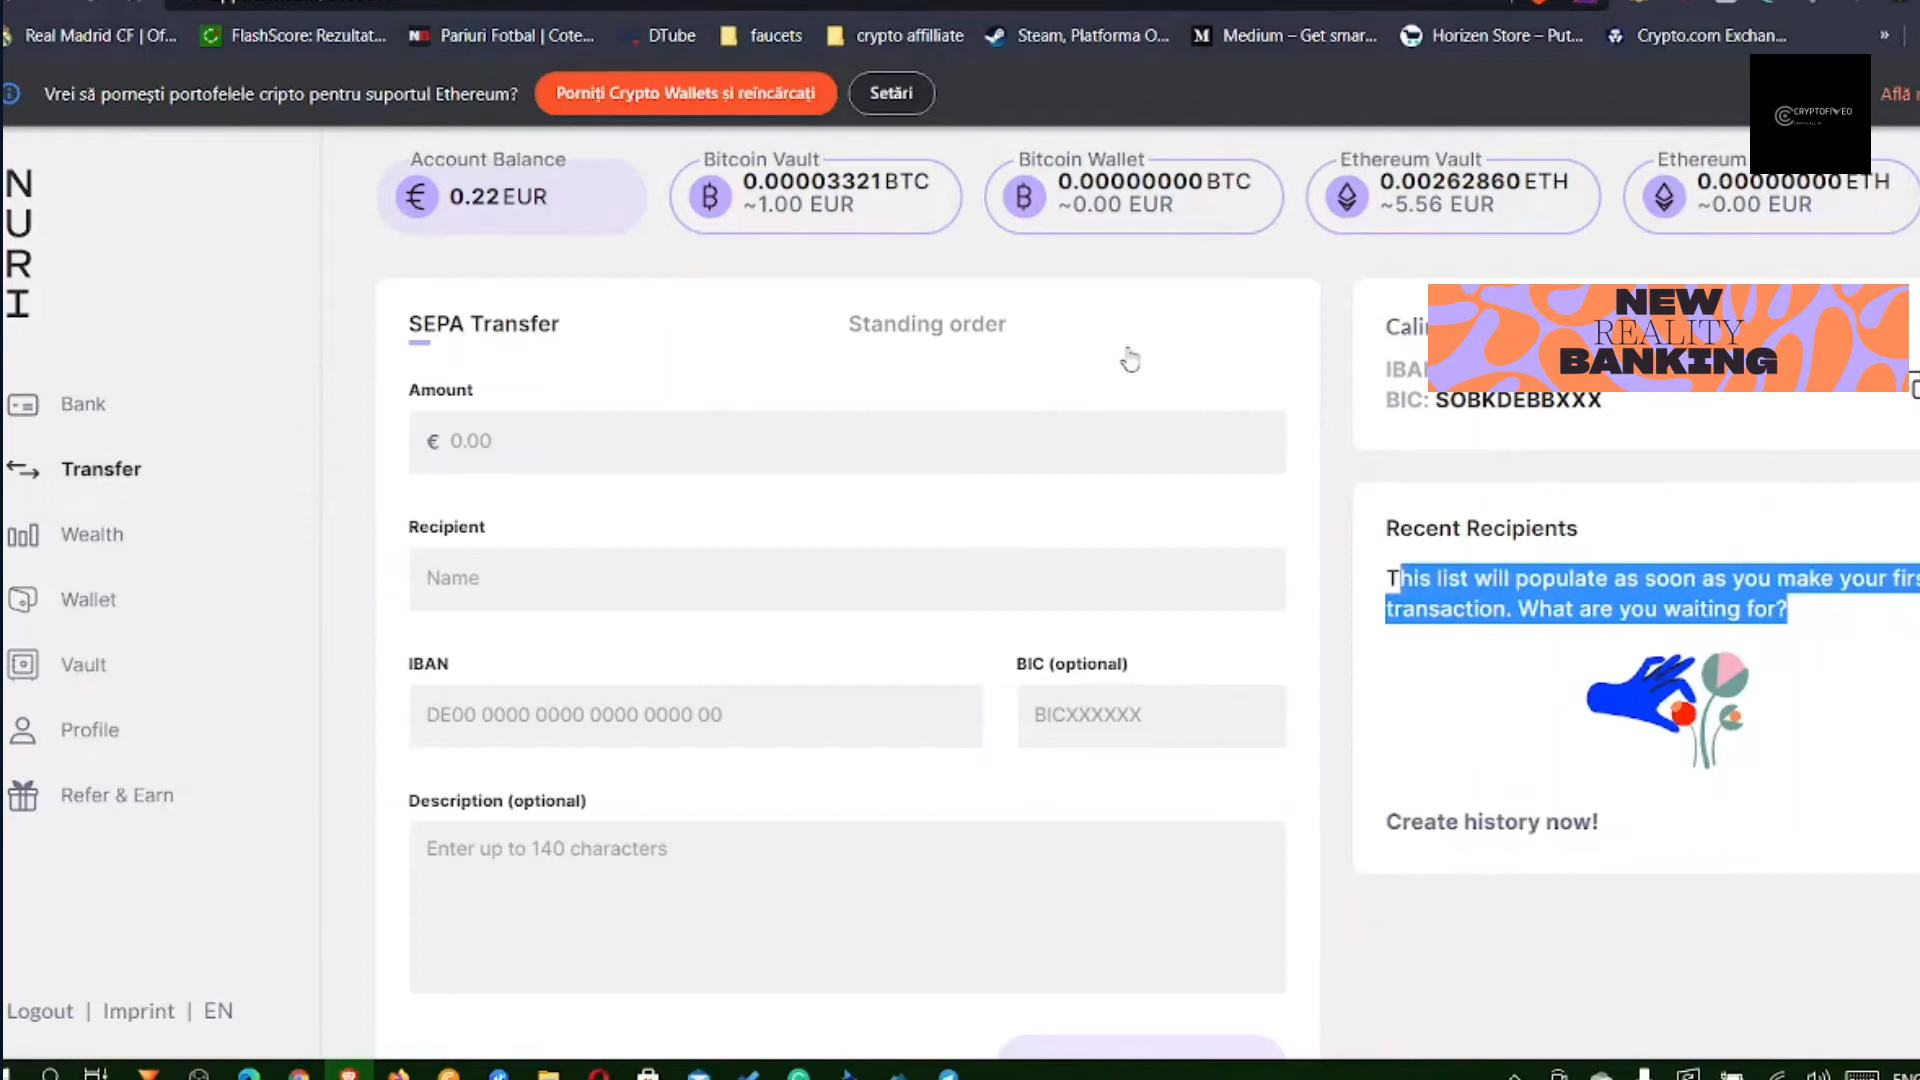 Real Madrid CF | Of...
FlashScore: Rezultat...
Pariuri Fotbal | Cote...
DTube
faucets
crypto affilliate
Steam, Platforma O...
M
Medium – Get smar...
Horizen Store – Put...
Crypto.com Exchan...
»
Vrei să pornești portofelele cripto pentru suportul Ethereum?
Porniți Crypto Wallets și reîncărcați
Setări
CRYPTOFIVEO
Află
NURI
Account Balance
€ 0.22 EUR
Bitcoin Vault
0.00003321 BTC
~1.00 EUR
Bitcoin Wallet
0.00000000 BTC
~0.00 EUR
Ethereum Vault
0.00262860 ETH
~5.56 EUR
Ethereum
0.00000000 ETH
~0.00 EUR
Bank
Transfer
Wealth
Wallet
Vault
Profile
Refer & Earn
Logout | Imprint | EN
SEPA Transfer
Standing order
Amount
€ 0.00
Recipient
Name
IBAN
DE00 0000 0000 0000 0000 00
BIC (optional)
BICXXXXXX
Description (optional)
Enter up to 140 characters
NEW
REALITY
BANKING
BIC: SOBKDEBBXXX
Recent Recipients
This list will populate as soon as you make your
transaction. What are you waiting for?
Create history now!